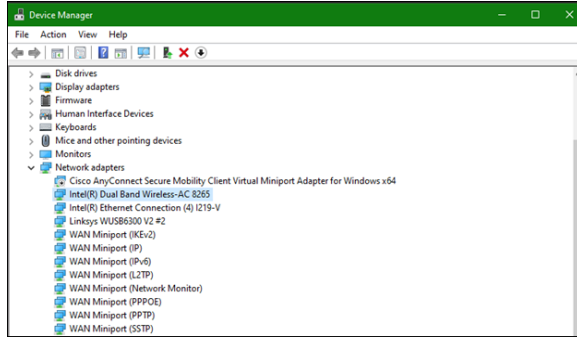 Device Manager
File Action View Help
Disk drives
Display adapters
Firmware
Human Interface Devices
Keyboards
Mice and other pointing devices
Monitors
Network adapters
Cisco AnyConnect Secure Mobility Client Virtual Miniport Adapter for Windows x64
Intel(R) Dual Band Wireless-AC 8265
Intel(R) Ethernet Connection (4) I219-V
Linksys WUSB6300 V2 #2
WAN Miniport (IKEv2)
WAN Miniport (IP)
WAN Miniport (IPv6)
WAN Miniport (L2TP)
WAN Miniport (Network Monitor)
WAN Miniport (PPPOE)
WAN Miniport (PPTP)
WAN Miniport (SSTP)